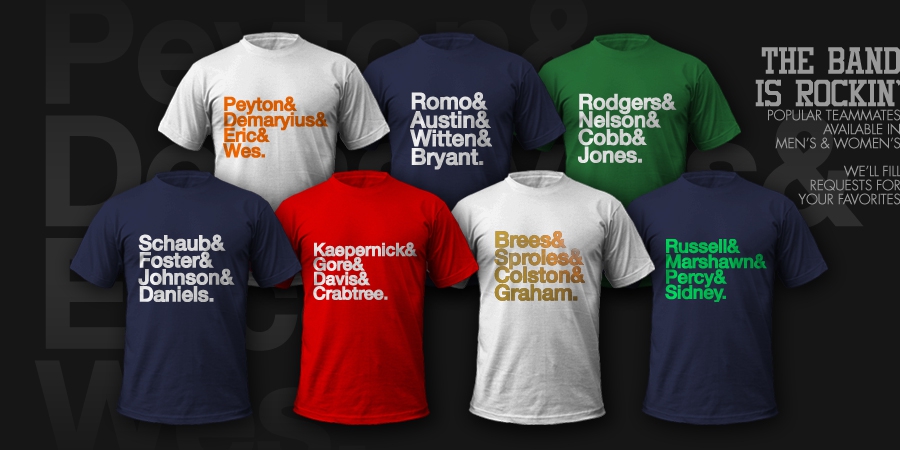 Peyton&
Demaryius&
Eric&
Wes.
Romo&
Austin&
Witten&
Bryant.
Rodgers&
Nelson&
Cobb&
Jones.
THE BAND
IS ROCKIN'
POPULAR TEAMMATES
AVAILABLE IN
MEN'S & WOMEN'S
WE'LL FILL
REQUESTS FOR
YOUR FAVORITES
Schaub&
Foster&
Johnson&
Daniels.
Kaepernick&
Gore&
Davis&
Crabtree.
Brees&
Sproles&
Colston&
Graham.
Russell&
Marshawn&
Percy&
Sidney.